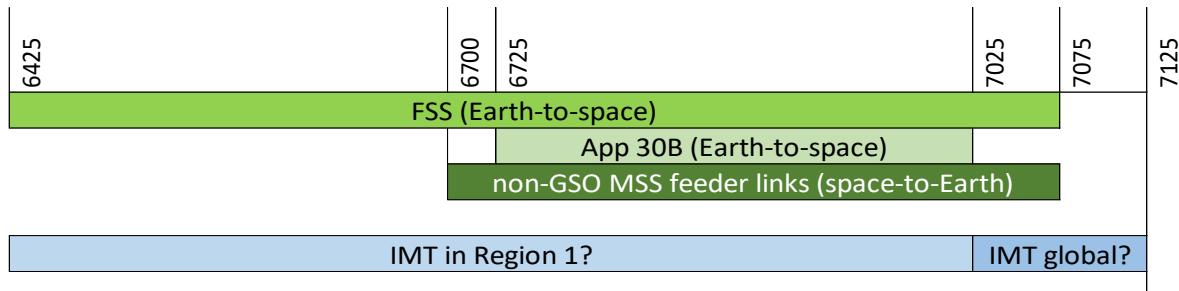 6425
6700
6725
7025
7075
7125
FSS (Earth-to-space)
App 30B (Earth-to-space)
non-GSO MSS feeder links (space-to-Earth)
IMT in Region 1?
IMT global?